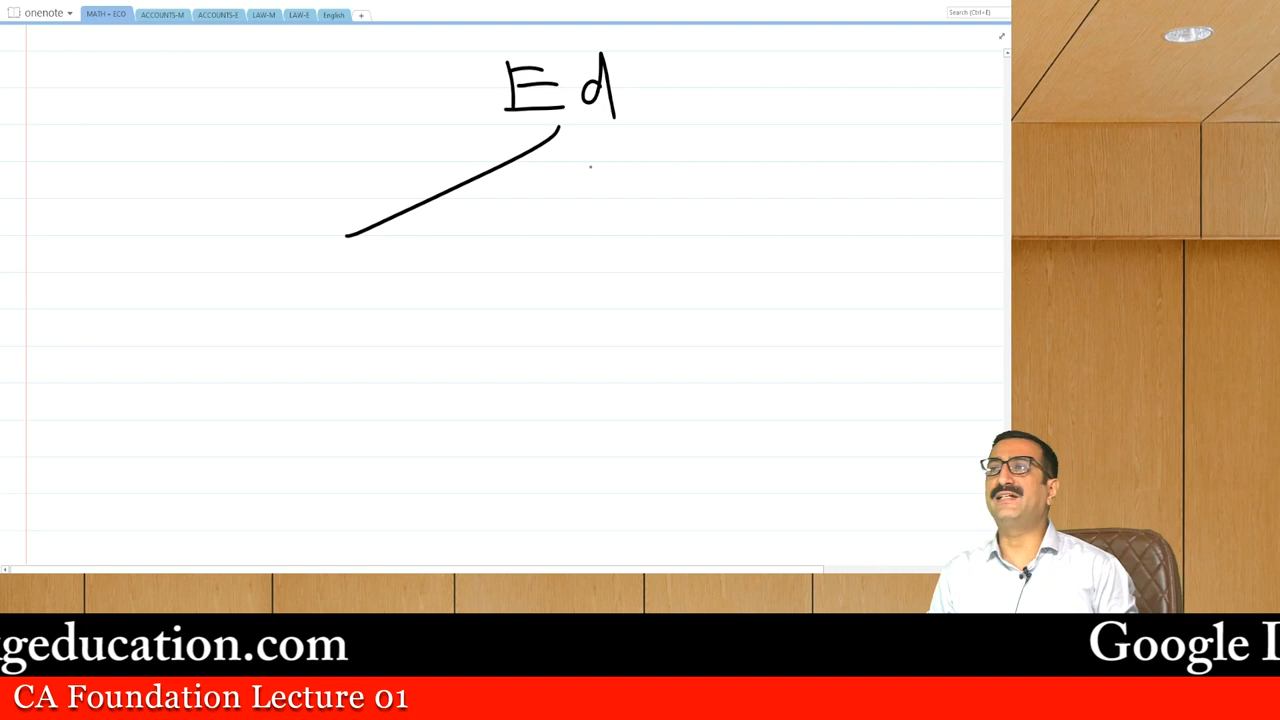 onenote MATH + ECO ACCOUNTS-M ACCOUNTS-E LAW-M LAW-E English + Search (Ctrl+E)
Ed
geducation.com Google
CA Foundation Lecture 01